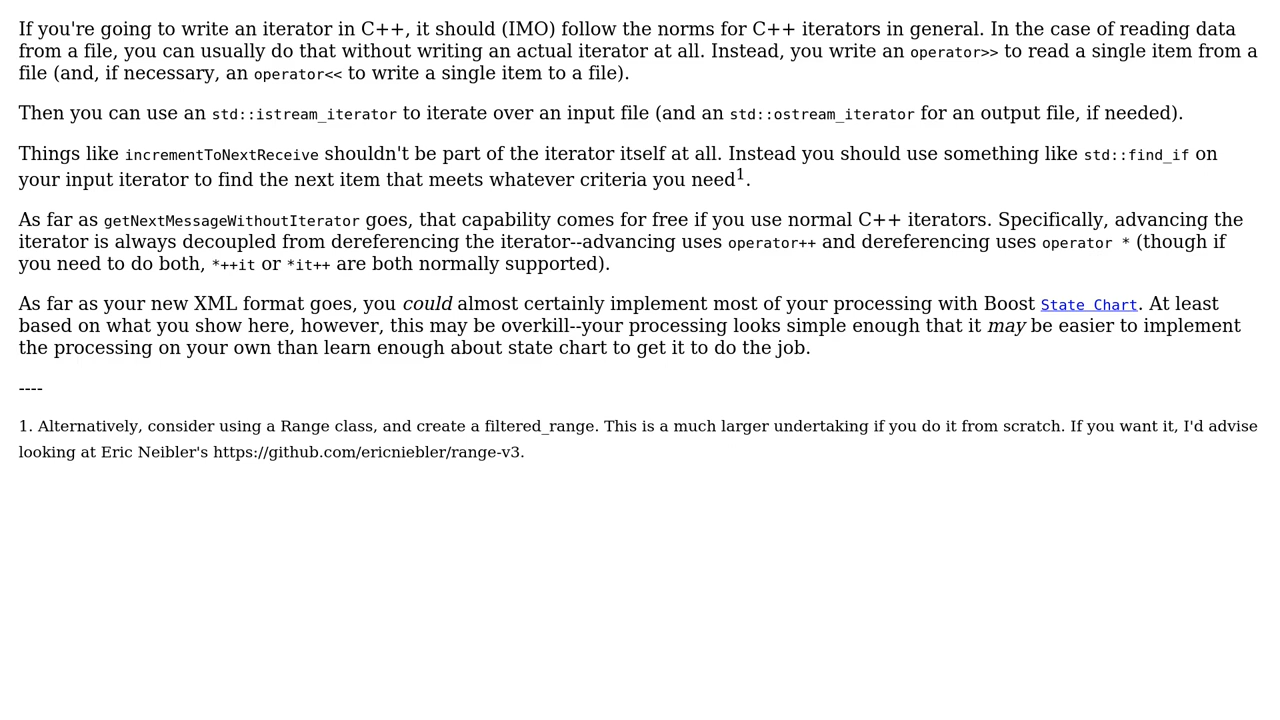 If you're going to write an iterator in C++, it should (IMO) follow the norms for C++ iterators in general. In the case of reading data
from a file, you can usually do that without writing an actual iterator at all. Instead, you write an operator>> to read a single item from a
file (and, if necessary, an operator<< to write a single item to a file).
Then you can use an std::istream_iterator to iterate over an input file (and an std::ostream_iterator for an output file, if needed).
Things like incrementToNextReceive shouldn't be part of the iterator itself at all. Instead you should use something like std::find_if on
your input iterator to find the next item that meets whatever criteria you need1.
As far as getNextMessageWithoutIterator goes, that capability comes for free if you use normal C++ iterators. Specifically, advancing the
iterator is always decoupled from dereferencing the iterator--advancing uses operator++ and dereferencing uses operator * (though if
you need to do both, *++it or *it++ are both normally supported).
As far as your new XML format goes, you could almost certainly implement most of your processing with Boost State Chart. At least
based on what you show here, however, this may be overkill--your processing looks simple enough that it may be easier to implement
the processing on your own than learn enough about state chart to get it to do the job.
----
1. Alternatively, consider using a Range class, and create a filtered_range. This is a much larger undertaking if you do it from scratch. If you want it, I'd advise
looking at Eric Neibler's https://github.com/ericniebler/range-v3.